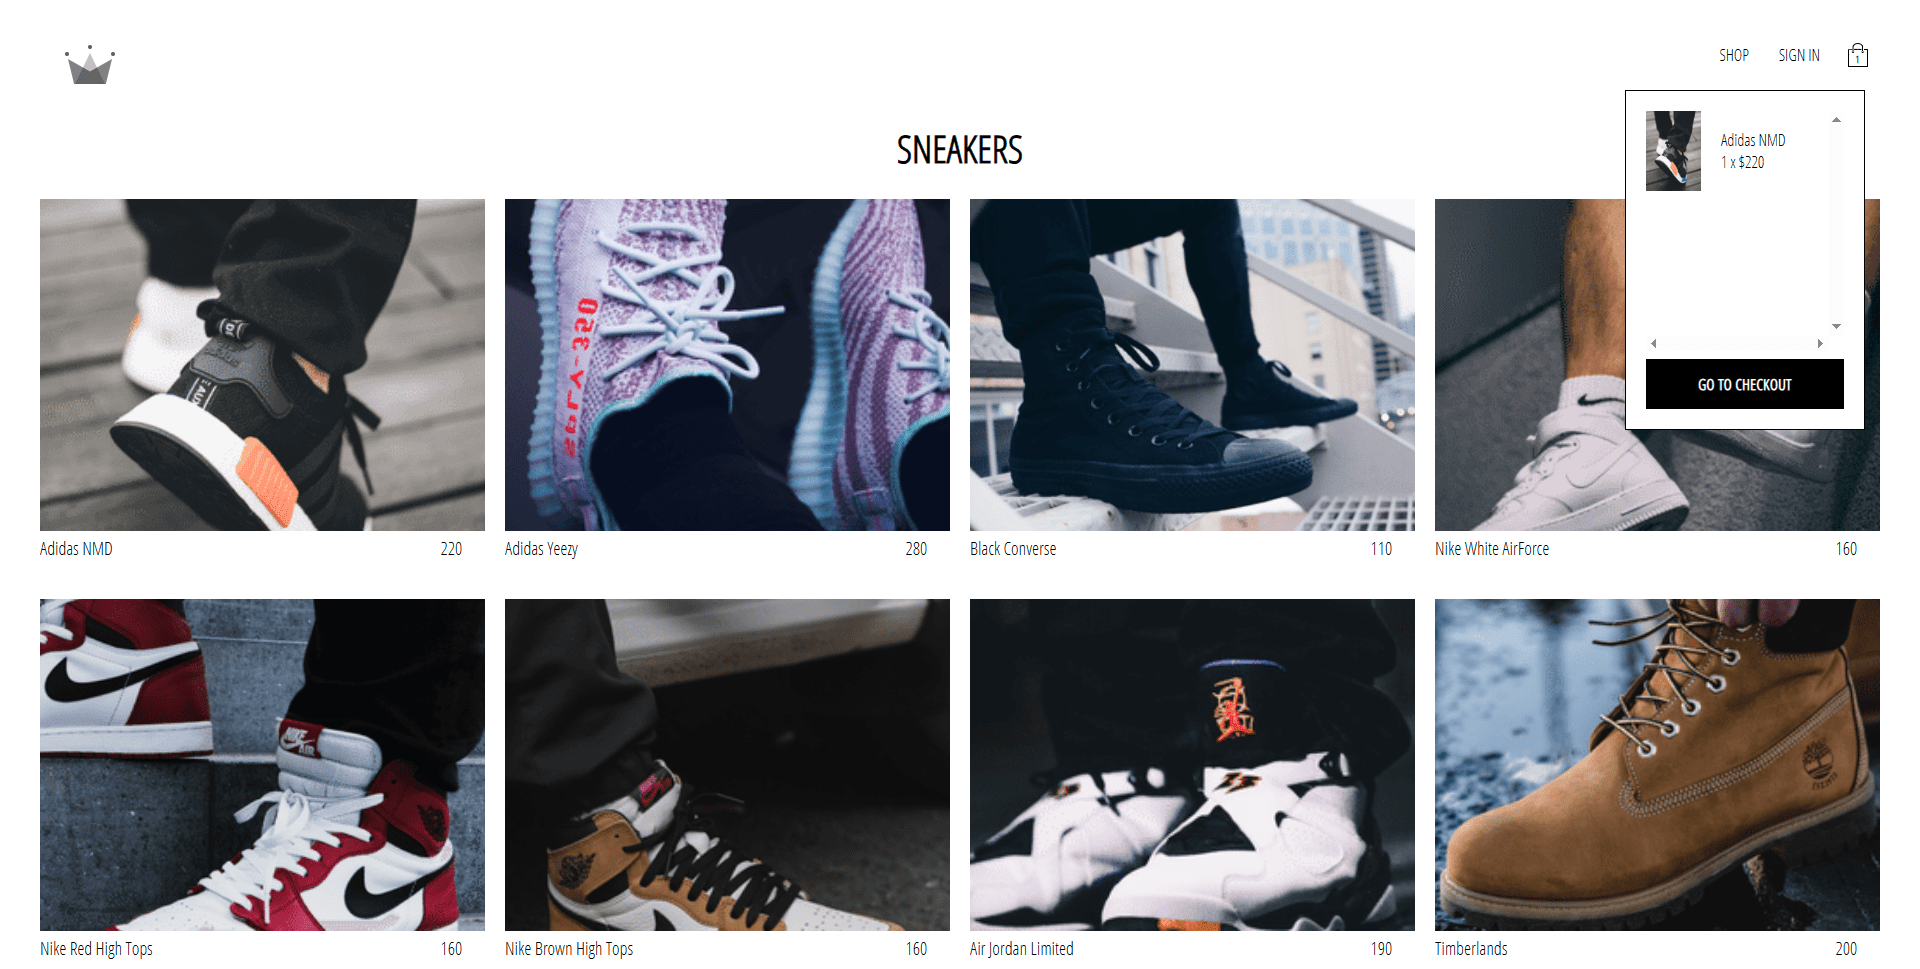 SHOP
SIGN IN
1
SNEAKERS
Adidas NMD
1 x $220
GO TO CHECKOUT
Adidas NMD
220
Adidas Yeezy
280
Black Converse
110
Nike White AirForce
160
NIKE
AIR
Nike Red High Tops
160
Nike Brown High Tops
160
Air Jordan Limited
190
Timberlands
200